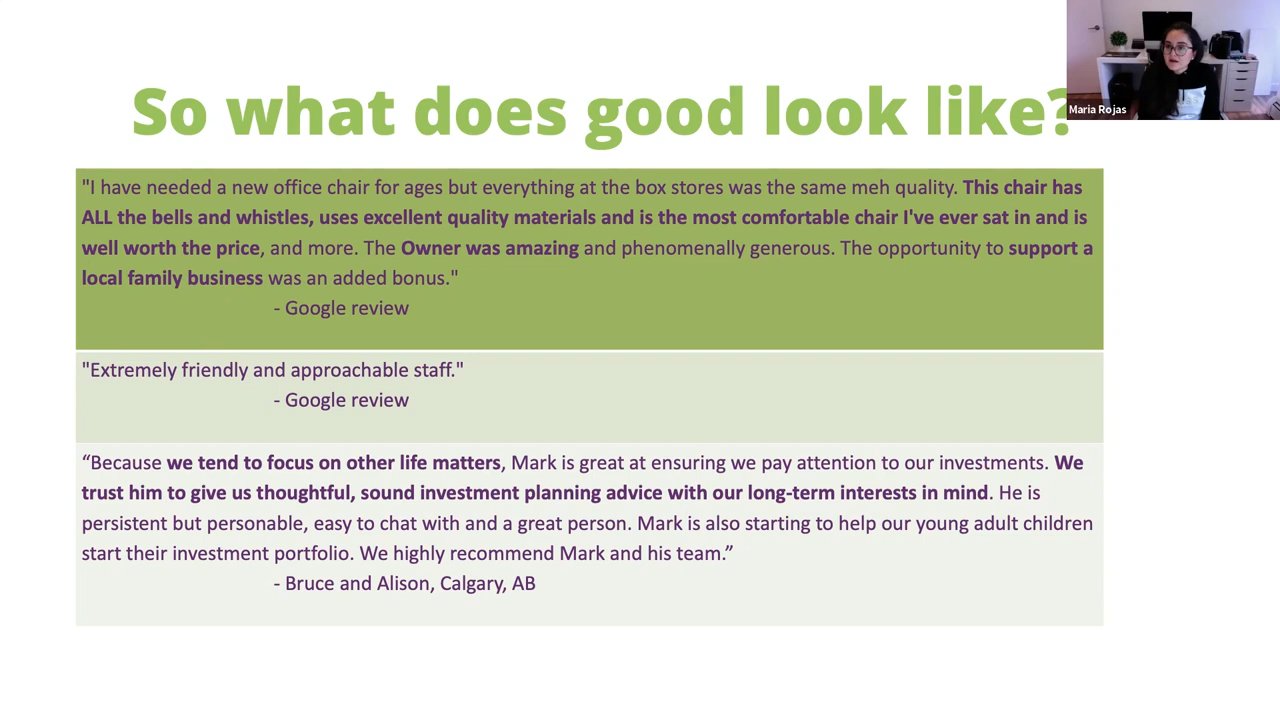 So what does good look like?
Maria Rojas
"I have needed a new office chair for ages but everything at the box stores was the same meh quality. This chair has
ALL the bells and whistles, uses excellent quality materials and is the most comfortable chair I've ever sat in and is
well worth the price, and more. The Owner was amazing and phenomenally generous. The opportunity to support a
local family business was an added bonus."
- Google review
"Extremely friendly and approachable staff."
- Google review
“Because we tend to focus on other life matters, Mark is great at ensuring we pay attention to our investments. We
trust him to give us thoughtful, sound investment planning advice with our long-term interests in mind. He is
persistent but personable, easy to chat with and a great person. Mark is also starting to help our young adult children
start their investment portfolio. We highly recommend Mark and his team.”
- Bruce and Alison, Calgary, AB